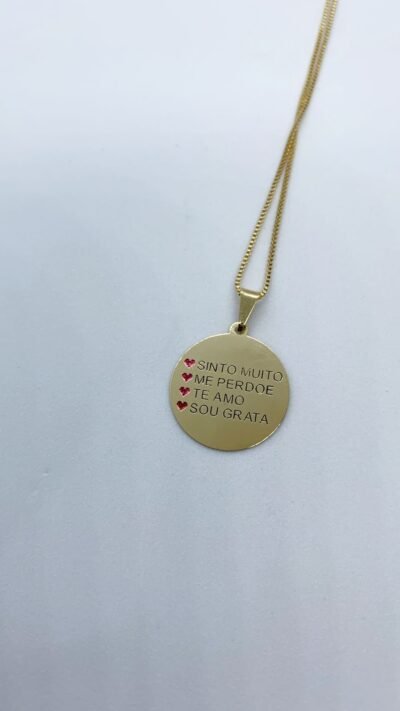 ❤SINTO MUITO
❤ME PERDOE
❤TE AMO
❤SOU GRATA